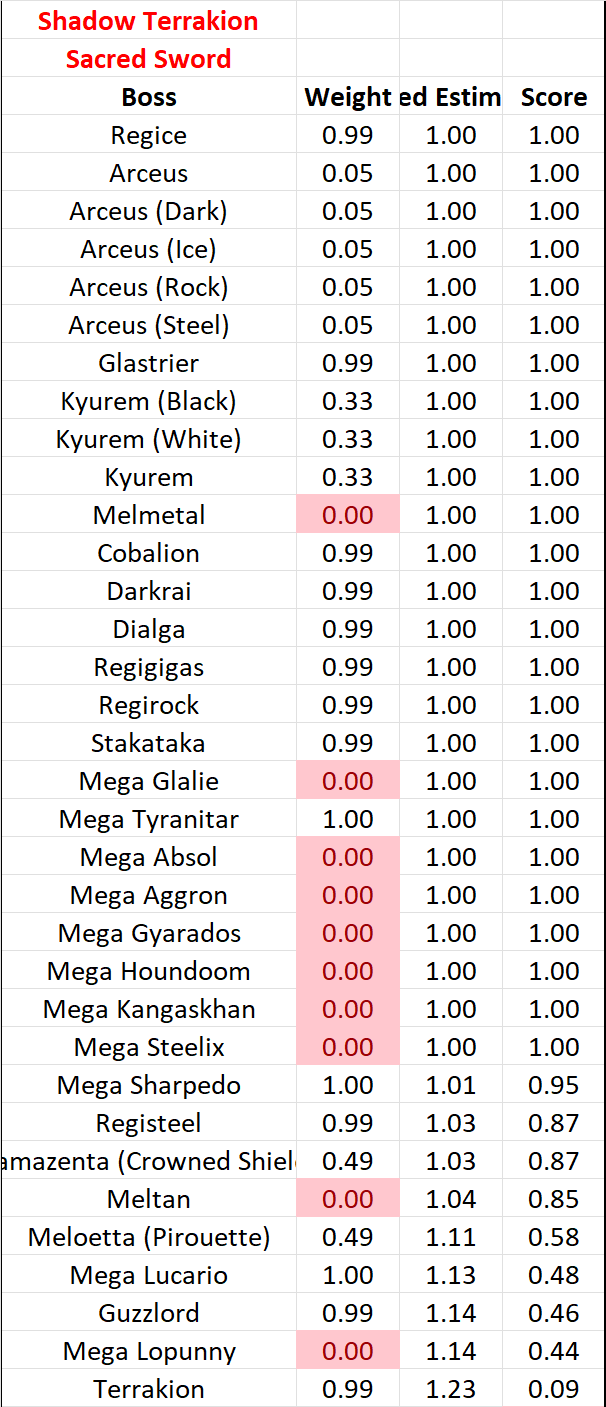 Shadow Terrakion
Sacred Sword
Boss Weight ed Estim Score
Regice 0.99 1.00 1.00
Arceus 0.05 1.00 1.00
Arceus (Dark) 0.05 1.00 1.00
Arceus (Ice) 0.05 1.00 1.00
Arceus (Rock) 0.05 1.00 1.00
Arceus (Steel) 0.05 1.00 1.00
Glastrier 0.99 1.00 1.00
Kyurem (Black) 0.33 1.00 1.00
Kyurem (White) 0.33 1.00 1.00
Kyurem 0.33 1.00 1.00
Melmetal 0.00 1.00 1.00
Cobalion 0.99 1.00 1.00
Darkrai 0.99 1.00 1.00
Dialga 0.99 1.00 1.00
Regigigas 0.99 1.00 1.00
Regirock 0.99 1.00 1.00
Stakataka 0.99 1.00 1.00
Mega Glalie 0.00 1.00 1.00
Mega Tyranitar 1.00 1.00 1.00
Mega Absol 0.00 1.00 1.00
Mega Aggron 0.00 1.00 1.00
Mega Gyarados 0.00 1.00 1.00
Mega Houndoom 0.00 1.00 1.00
Mega Kangaskhan 0.00 1.00 1.00
Mega Steelix 0.00 1.00 1.00
Mega Sharpedo 1.00 1.01 0.95
Registeel 0.99 1.03 0.87
amazenta (Crowned Shiel 0.49 1.03 0.87
Meltan 0.00 1.04 0.85
Meloetta (Pirouette) 0.49 1.11 0.58
Mega Lucario 1.00 1.13 0.48
Guzzlord 0.99 1.14 0.46
Mega Lopunny 0.00 1.14 0.44
Terrakion 0.99 1.23 0.09